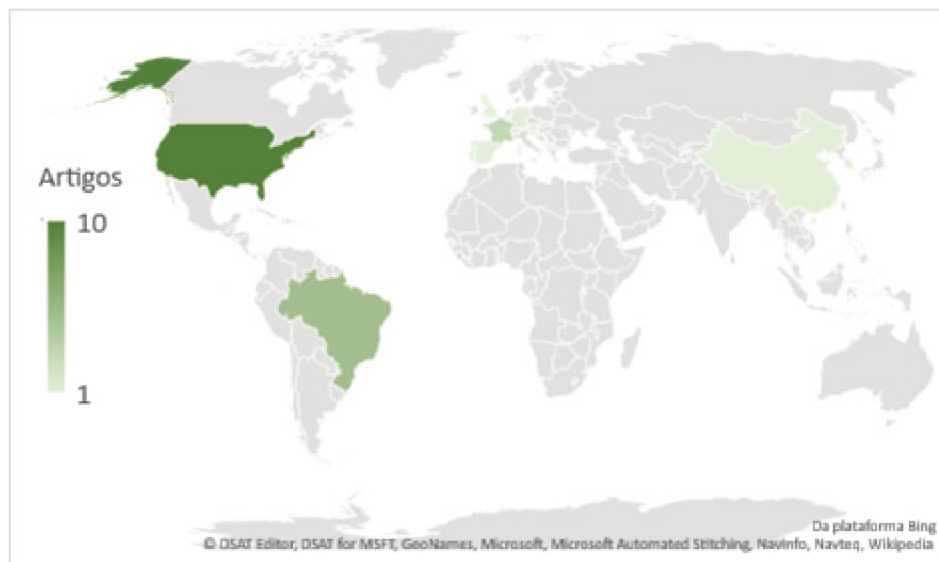 Artigos
10
1
Da plataforma Bing
© DSAT Editor, DSAT for MSFT, GeoNames, Microsoft, Microsoft Automated Stitching, Navinfo, Navteq, Wikipedia